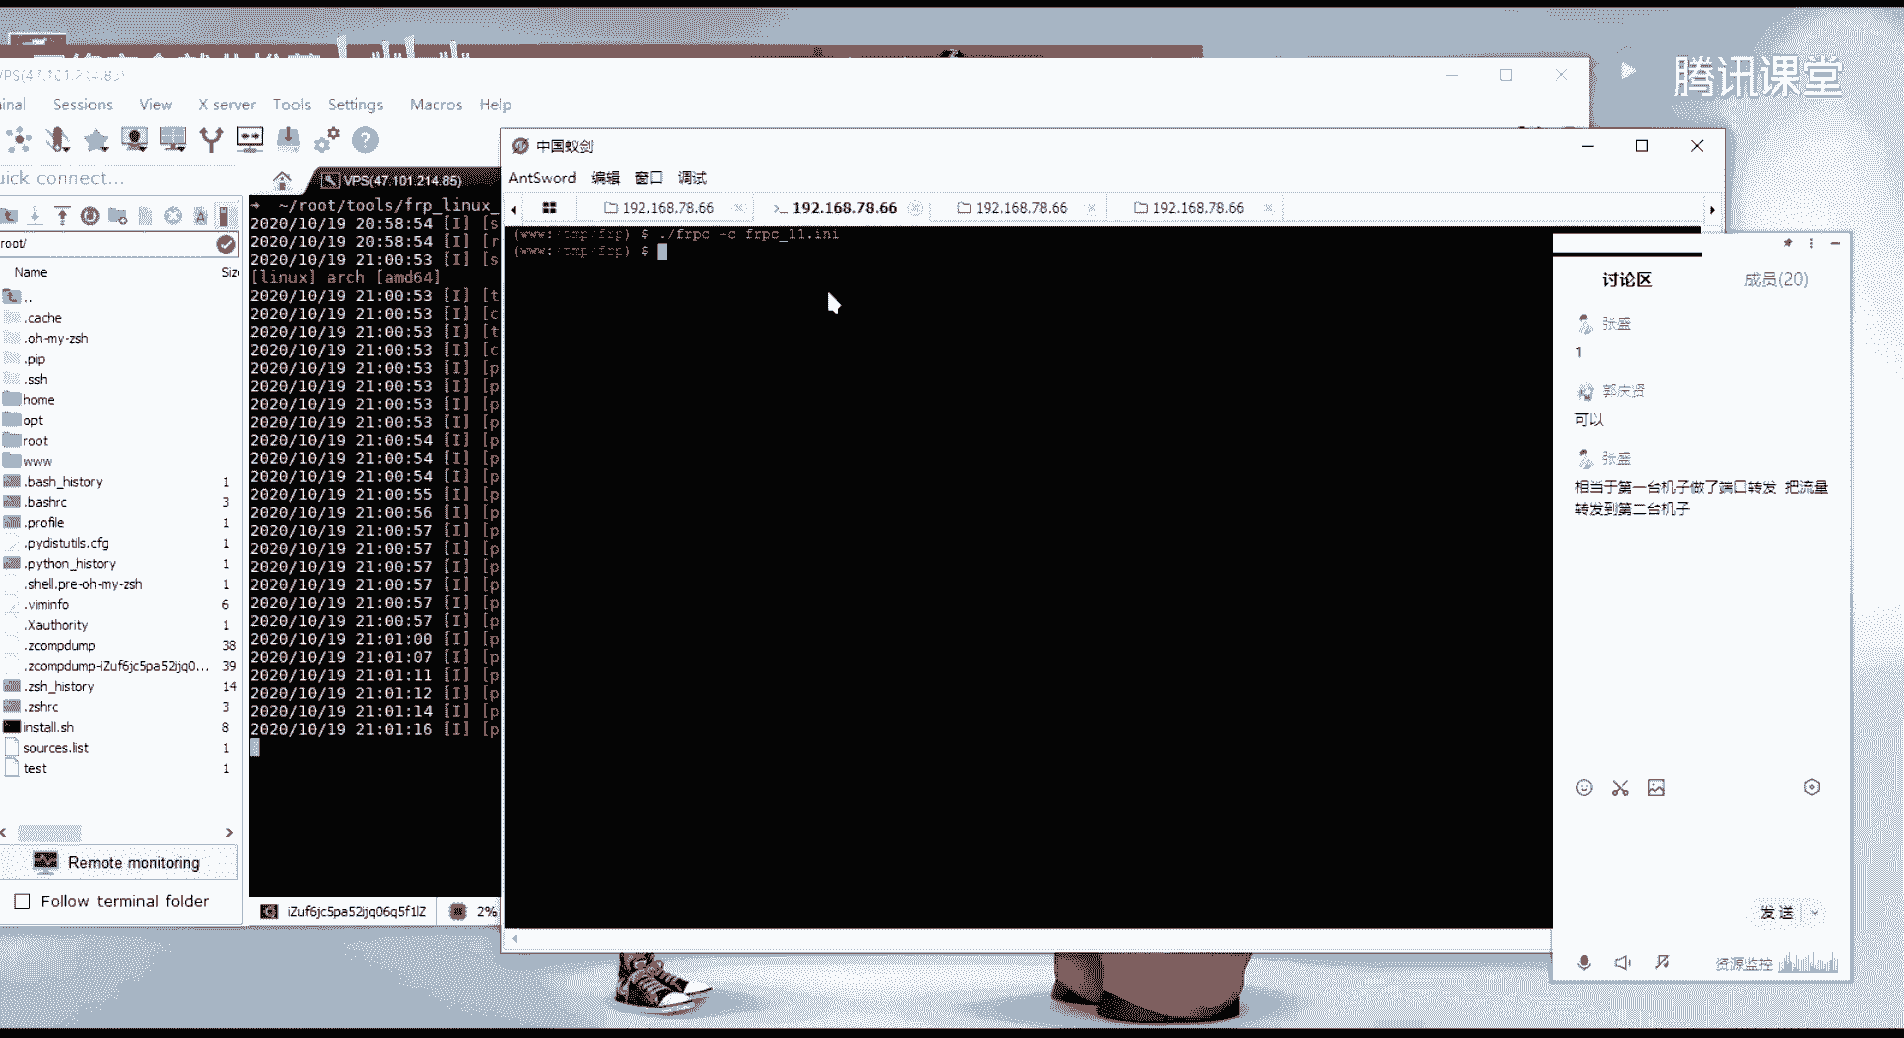 腾讯课堂
VPS(47.101.214.85)
inal Sessions View X server Tools Settings Macros Help
uick connect...
VPS(47.101.214.85)
root/
Name Siz
..
.cache
.oh-my-zsh
.pip
.ssh
home
opt
root
www
.bash_history 1
.bashrc 3
.profile 1
.pydistutils.cfg 1
.python_history 1
.shell.pre-oh-my-zsh 1
.viminfo 6
.Xauthority 1
.zcompdump 38
.zcompdump-iZuf6jc5pa52ijq0... 39
.zsh_history 14
.zshrc 3
install.sh 8
sources.list 1
test 1
Remote monitoring
Follow terminal folder
~/root/tools/frp_linux_
2020/10/19 20:58:54 [I] [s
2020/10/19 20:58:54 [I] [r
2020/10/19 21:00:53 [I] [s
[linux] arch [amd64]
2020/10/19 21:00:53 [I] [t
2020/10/19 21:00:53 [I] [c
2020/10/19 21:00:53 [I] [t
2020/10/19 21:00:53 [I] [c
2020/10/19 21:00:53 [I] [p
2020/10/19 21:00:53 [I] [p
2020/10/19 21:00:53 [I] [p
2020/10/19 21:00:53 [I] [p
2020/10/19 21:00:54 [I] [p
2020/10/19 21:00:54 [I] [p
2020/10/19 21:00:54 [I] [p
2020/10/19 21:00:55 [I] [p
2020/10/19 21:00:56 [I] [p
2020/10/19 21:00:57 [I] [p
2020/10/19 21:00:57 [I] [p
2020/10/19 21:00:57 [I] [p
2020/10/19 21:00:57 [I] [p
2020/10/19 21:00:57 [I] [p
2020/10/19 21:00:57 [I] [p
2020/10/19 21:01:00 [I] [p
2020/10/19 21:01:07 [I] [p
2020/10/19 21:01:11 [I] [p
2020/10/19 21:01:12 [I] [p
2020/10/19 21:01:14 [I] [p
2020/10/19 21:01:16 [I] [p
iZuf6jc5pa52ijq06q5f1lZ 2%
中国蚁剑
AntSword 编辑 窗口 调试
192.168.78.66 192.168.78.66 192.168.78.66 192.168.78.66
(www:/tmp/frp) $ ./frpc -c frpc_11.ini
(www:/tmp/frp) $
讨论区 成员(20)
张盛
1
郭庆贤
可以
张盛
相当于第一台机子做了端口转发 把流量
转发到第二台机子
发送
资源监控